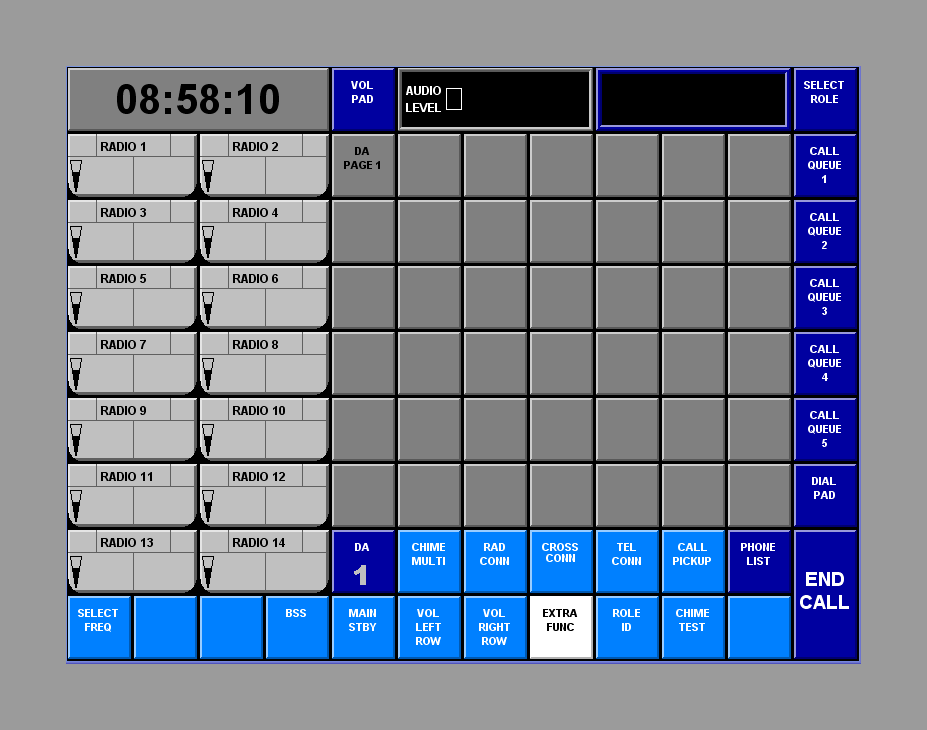 08:58:10
VOL
PAD
AUDIO
LEVEL
SELECT
ROLE
RADIO 1
RADIO 2
DA
PAGE 1
CALL
QUEUE
1
RADIO 3
RADIO 4
CALL
QUEUE
2
RADIO 5
RADIO 6
CALL
QUEUE
3
RADIO 7
RADIO 8
CALL
QUEUE
4
RADIO 9
RADIO 10
CALL
QUEUE
5
RADIO 11
RADIO 12
DIAL
PAD
RADIO 13
RADIO 14
DA
1
CHIME
MULTI
RAD
CONN
CROSS
CONN
TEL
CONN
CALL
PICKUP
PHONE
LIST
END
CALL
SELECT
FREQ
BSS
MAIN
STBY
VOL
LEFT
ROW
VOL
RIGHT
ROW
EXTRA
FUNC
ROLE
ID
CHIME
TEST